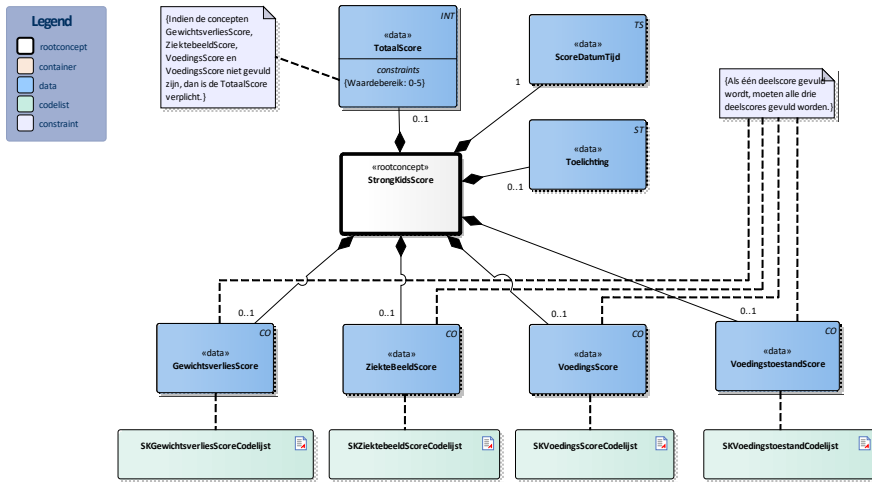 Legend
rootconcept
container
data
codelist
constraint
{Indien de concepten
GewichtsverliesScore,
ZiektebeeldScore,
VoedingsScore en
VoedingsScore niet gevuld
zijn, dan is de TotaalScore
verplicht.}
INT
«data»
TotaalScore
constraints
{Waardebereik: 0-5}
0..1
TS
«data»
ScoreDatumTijd
1
{Als één deelscore gevuld
wordt, moeten alle drie
deelscores gevuld worden.}
ST
«data»
Toelichting
0..1
«rootconcept»
StrongKidsScore
0..1
0..1
0..1
0..1
CO
«data»
GewichtsverliesScore
CO
«data»
ZiekteBeeldScore
CO
«data»
VoedingsScore
CO
«data»
VoedingstoestandScore
SKGewichtsverliesScoreCodelijst
SKZiektebeeldScoreCodelijst
SKVoedingsScoreCodelijst
SKVoedingstoestandCodelijst